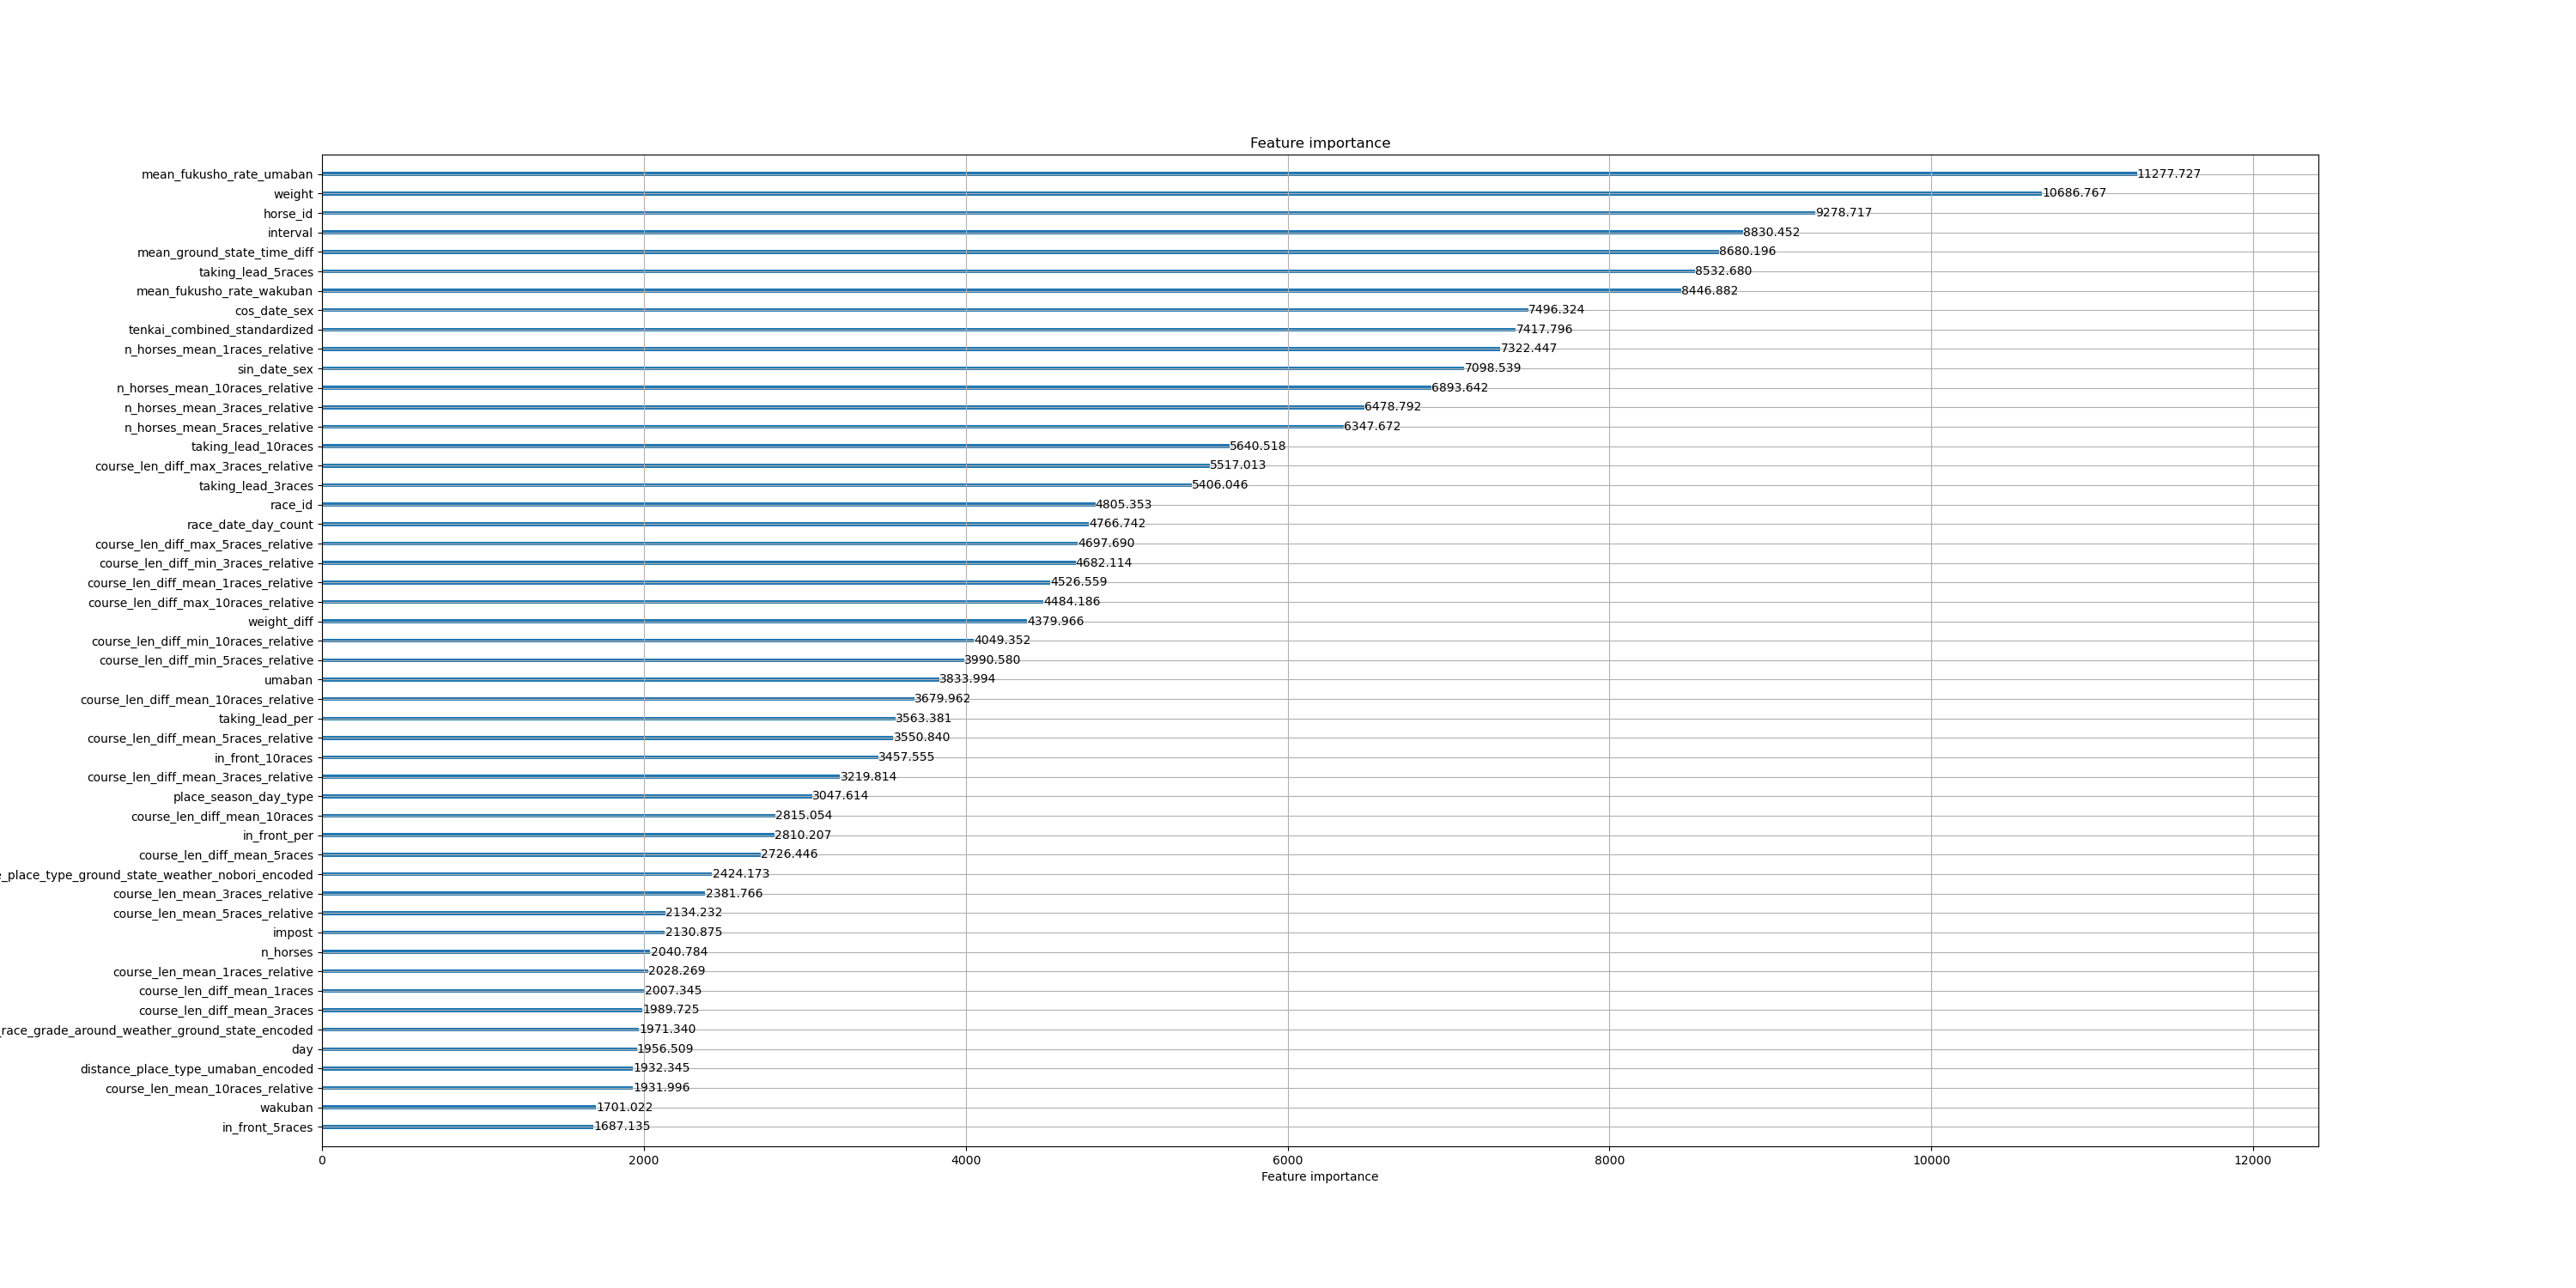 Feature importance
mean_fukusho_rate_umaban 11277.727
weight 10686.767
horse_id 9278.717
interval 8830.452
mean_ground_state_time_diff 8680.196
taking_lead_5races 8532.680
mean_fukusho_rate_wakuban 8446.882
cos_date_sex 7496.324
tenkai_combined_standardized 7417.796
n_horses_mean_1races_relative 7322.447
sin_date_sex 7098.539
n_horses_mean_10races_relative 6893.642
n_horses_mean_3races_relative 6478.792
n_horses_mean_5races_relative 6347.672
taking_lead_10races 5640.518
course_len_diff_max_3races_relative 5517.013
taking_lead_3races 5406.046
race_id 4805.353
race_date_day_count 4766.742
course_len_diff_max_5races_relative 4697.690
course_len_diff_min_3races_relative 4682.114
course_len_diff_mean_1races_relative 4526.559
course_len_diff_max_10races_relative 4484.186
weight_diff 4379.966
course_len_diff_min_10races_relative 4049.352
course_len_diff_min_5races_relative 3990.580
umaban 3833.994
course_len_diff_mean_10races_relative 3679.962
taking_lead_per 3563.381
course_len_diff_mean_5races_relative 3550.840
in_front_10races 3457.555
course_len_diff_mean_3races_relative 3219.814
place_season_day_type 3047.614
course_len_diff_mean_10races 2815.054
in_front_per 2810.207
course_len_diff_mean_5races 2726.446
_place_type_ground_state_weather_nobori_encoded 2424.173
course_len_mean_3races_relative 2381.766
course_len_mean_5races_relative 2134.232
impost 2130.875
n_horses 2040.784
course_len_mean_1races_relative 2028.269
course_len_diff_mean_1races 2007.345
course_len_diff_mean_3races 1989.725
_race_grade_around_weather_ground_state_encoded 1971.340
day 1956.509
distance_place_type_umaban_encoded 1932.345
course_len_mean_10races_relative 1931.996
wakuban 1701.022
in_front_5races 1687.135
0 2000 4000 6000 8000 10000 12000
Feature importance